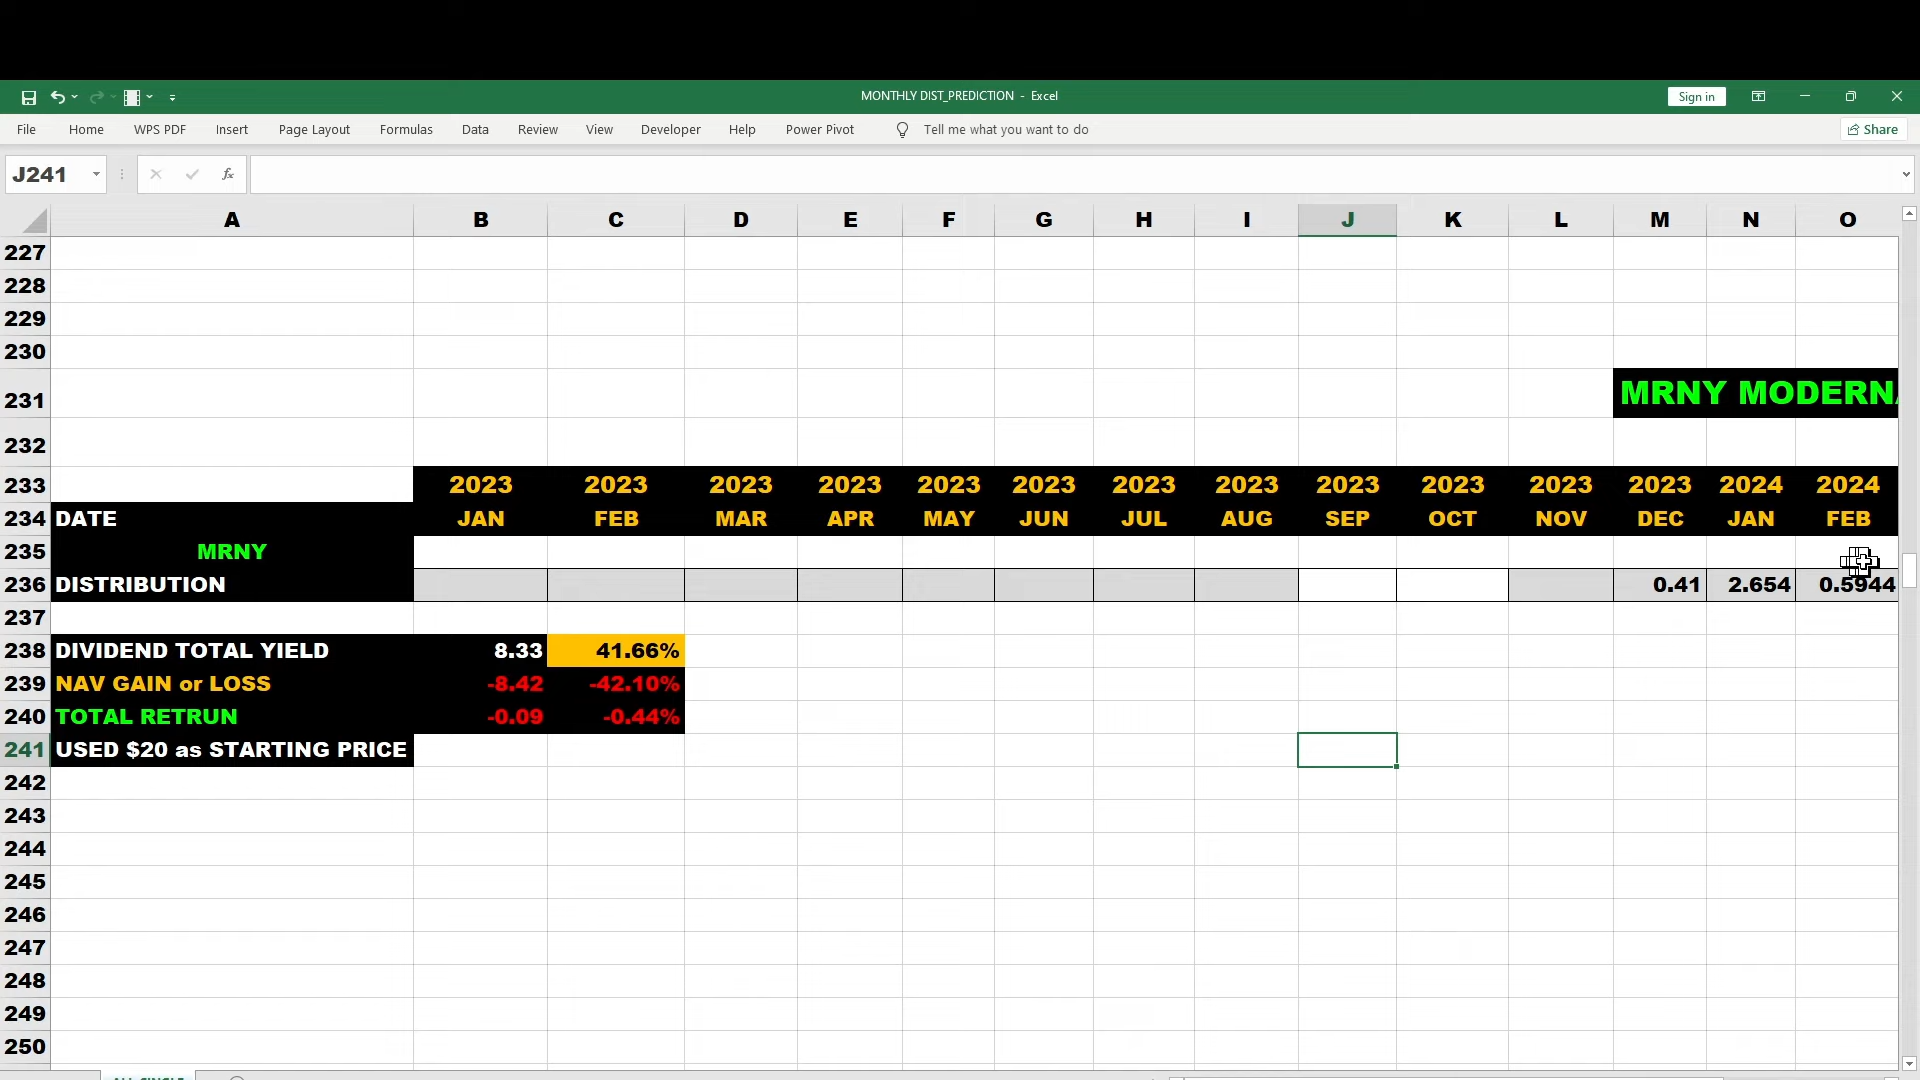 MONTHLY DIST_PREDICTION - Excel
Sign in
File Home WPS PDF Insert Page Layout Formulas Data Review View Developer Help Power Pivot Tell me what you want to do Share
J241 fx
A B C D E F G H I J K L M N O
227
228
229
230
231 MRNY MODERNA
232
233 2023 2023 2023 2023 2023 2023 2023 2023 2023 2023 2023 2023 2024 2024
234 DATE JAN FEB MAR APR MAY JUN JUL AUG SEP OCT NOV DEC JAN FEB
235 MRNY
236 DISTRIBUTION 0.41 2.654 0.5944
237
238 DIVIDEND TOTAL YIELD 8.33 41.66%
239 NAV GAIN or LOSS -8.42 -42.10%
240 TOTAL RETRUN -0.09 -0.44%
241 USED $20 as STARTING PRICE
242
243
244
245
246
247
248
249
250